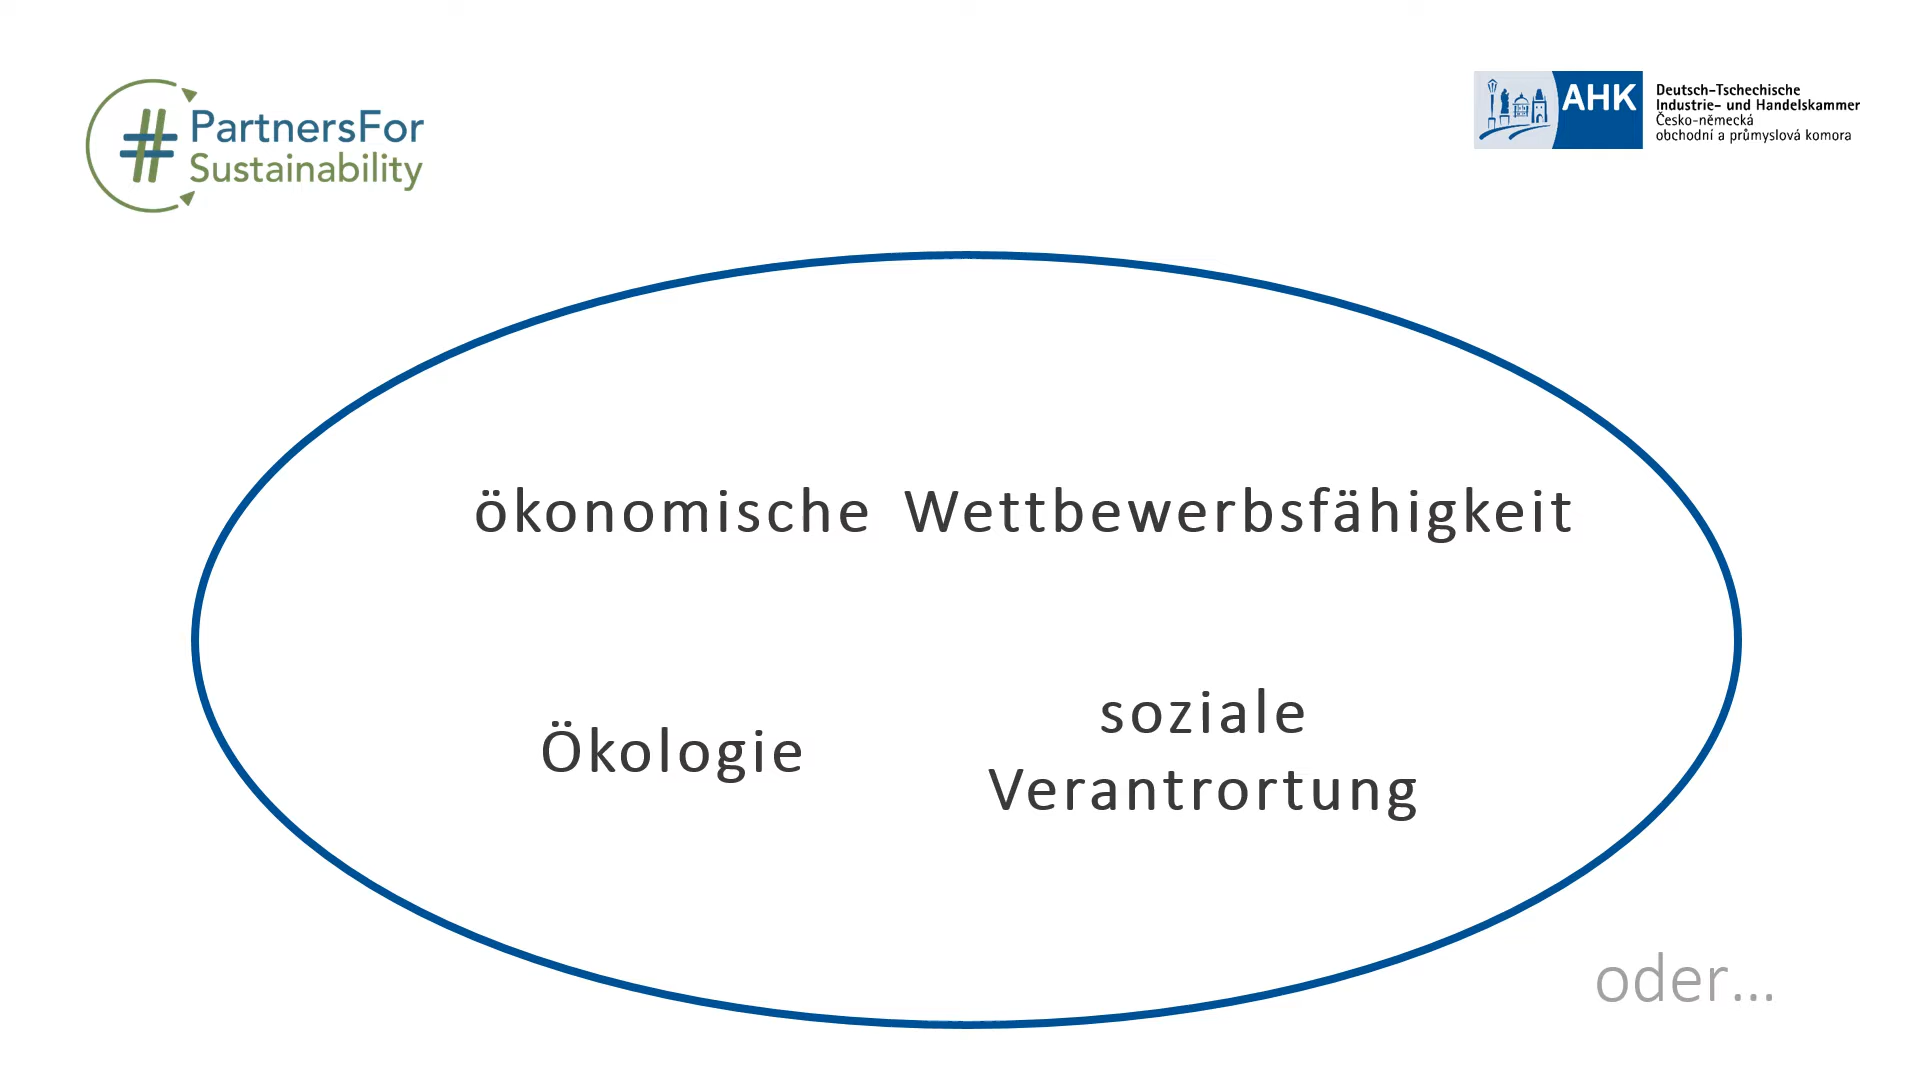 #PartnersFor
Sustainability
AHK
Deutsch-Tschechische
Industrie- und Handelskammer
Česko-německá
obchodní a průmyslová komora
ökonomische Wettbewerbsfähigkeit
Ökologie
soziale
Verantrortung
oder...